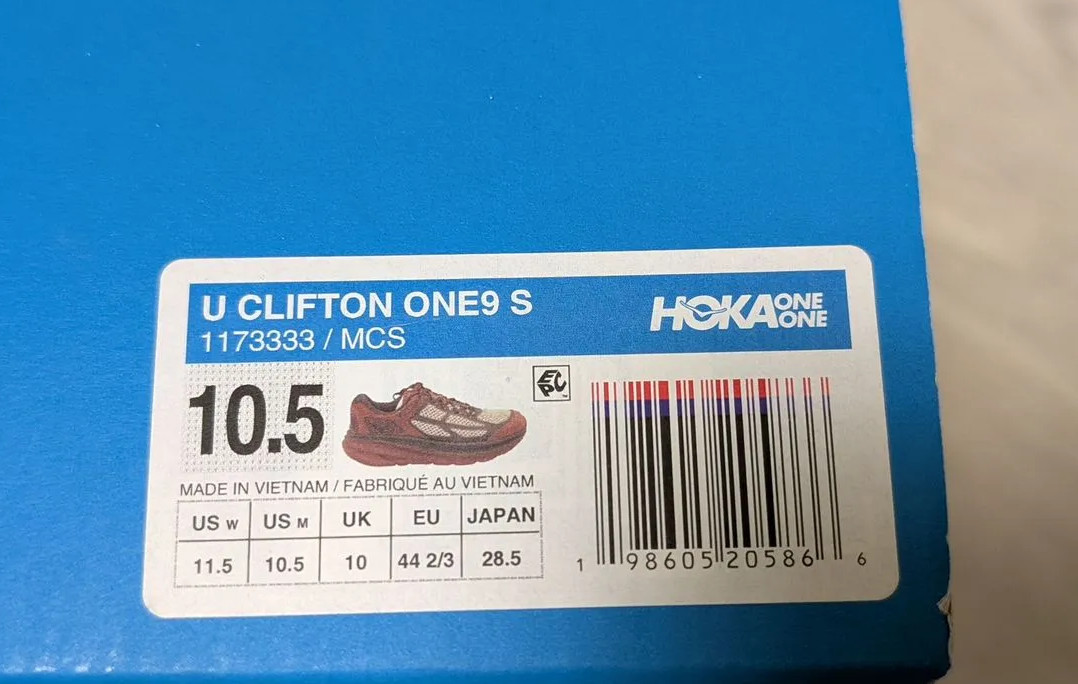 U CLIFTON ONE9 S
1173333 / MCS
HOKA ONE ONE
10.5
EPC
MADE IN VIETNAM / FABRIQUÉ AU VIETNAM
US W US M UK EU JAPAN
11.5 10.5 10 44 2/3 28.5
1 98605 20586 6